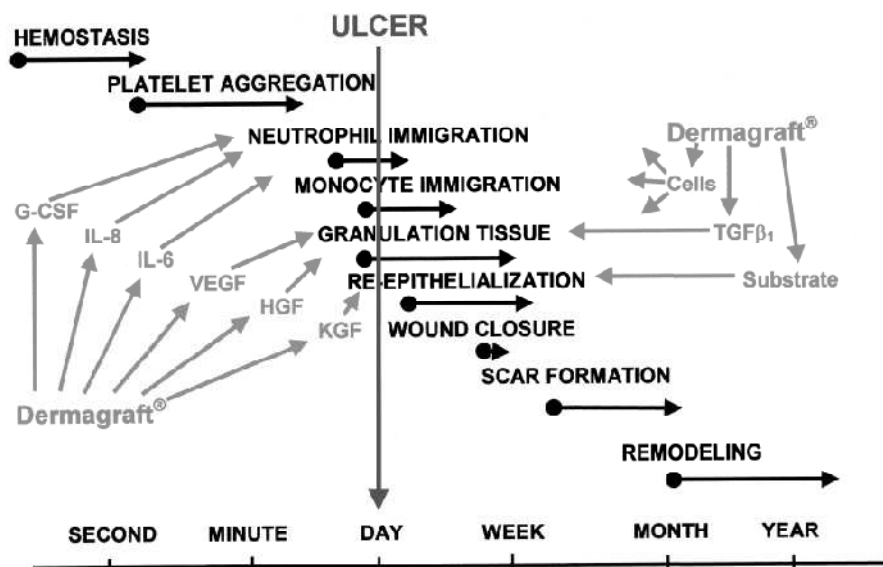 ULCER
HEMOSTASIS
PLATELET AGGREGATION
NEUTROPHIL IMMIGRATION
Dermagraft®
MONOCYTE IMMIGRATION
Cells
G-CSF
IL-8
GRANULATION TISSUE
TGFβ1
IL-6
VEGF
RE-EPITHELIALIZATION
Substrate
HGF
KGF
WOUND CLOSURE
SCAR FORMATION
Dermagraft®
REMODELING
SECOND MINUTE DAY WEEK MONTH YEAR